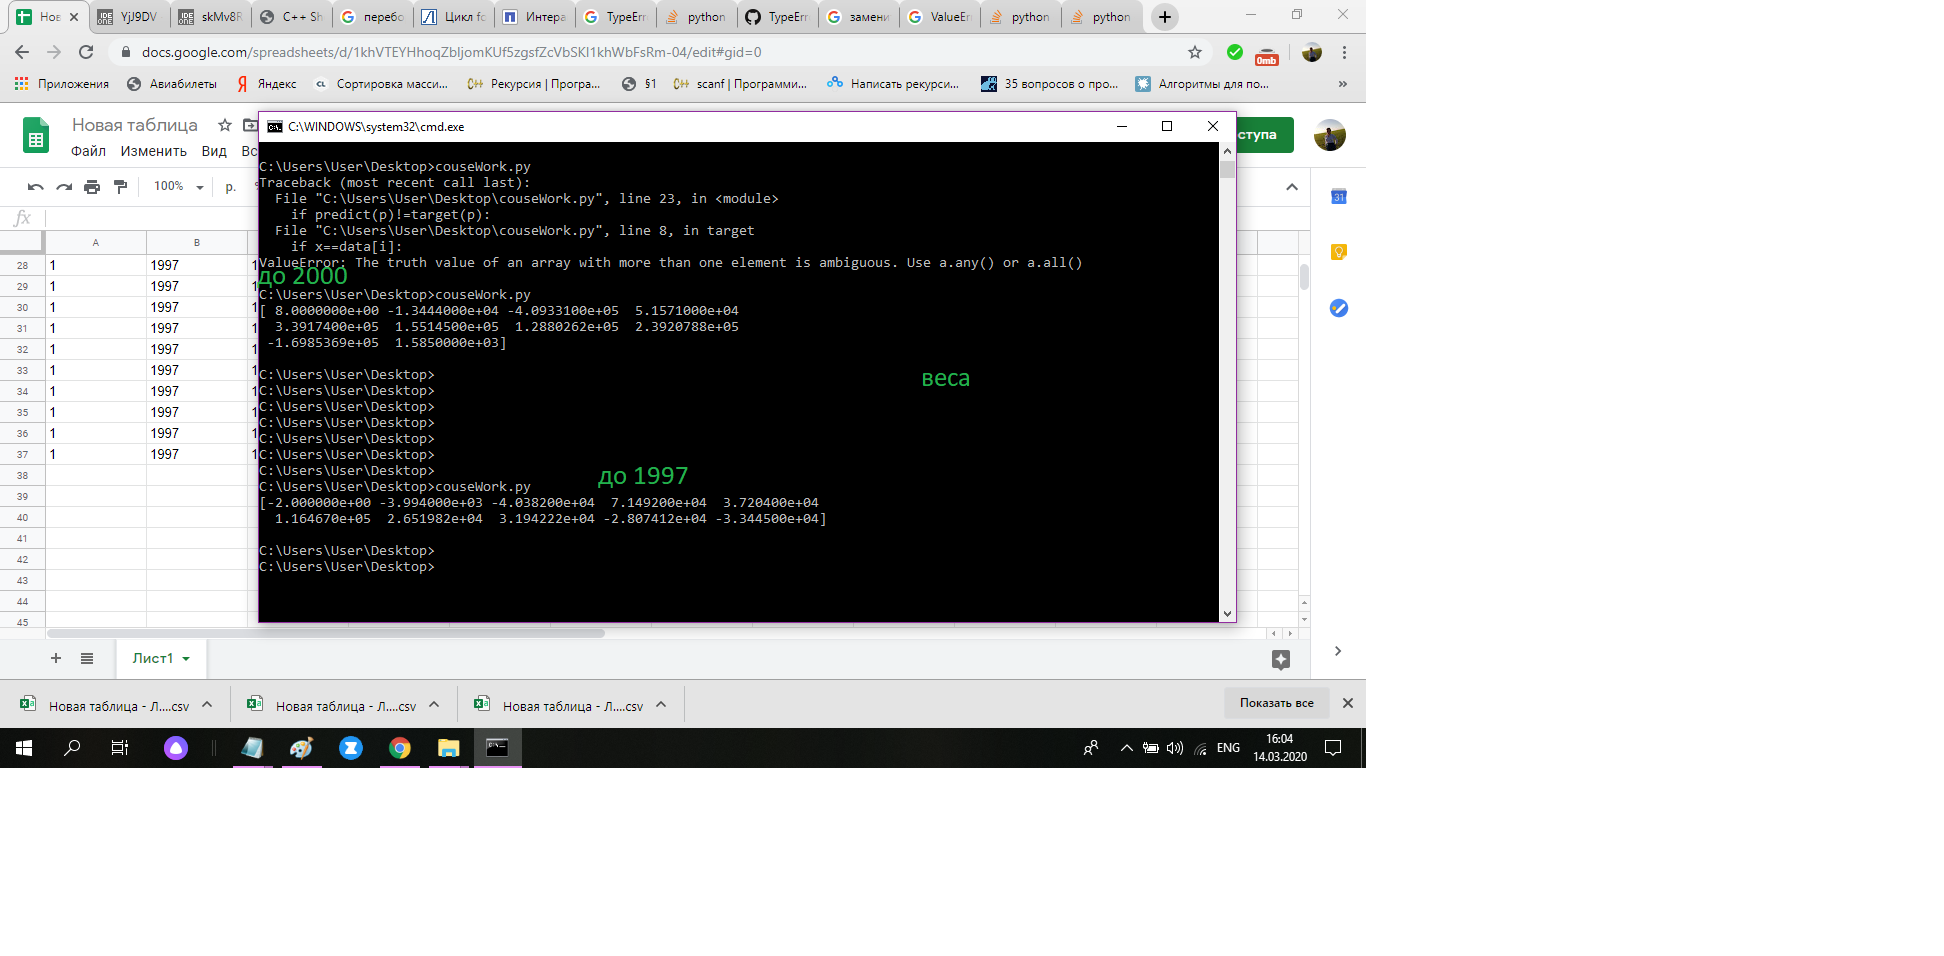 Нов
YjJ9DV
skMv8F
C++ Sh
перебо
Цикл fo
Интера
TypeErr
python
TypeErr
замени
ValueEr
python
python
docs.google.com/spreadsheets/d/1khVTEYHhoqZbljomKUf5zgsfZcVbSKl1khWbFsRm-04/edit#gid=0
0mb
Приложения
Авиабилеты
Яндекс
Сортировка масси...
Рекурсия | Програ...
§1
scanf | Программи...
Написать рекурси...
35 вопросов о про...
Алгоритмы для по...
»
Новая таблица
Файл Изменить Вид Вс
ступа
100%
р.
fx
31
C:\WINDOWS\system32\cmd.exe
A B
28 1 1997 1
29 1 1997 1
30 1 1997 1
31 1 1997 1
32 1 1997 1
33 1 1997 1
34 1 1997 1
35 1 1997 1
36 1 1997 1
37 1 1997 1
38
39
40
41
42
43
44
45
C:\Users\User\Desktop>couseWork.py
Traceback (most recent call last):
File "C:\Users\User\Desktop\couseWork.py", line 23, in <module>
if predict(p)!=target(p):
File "C:\Users\User\Desktop\couseWork.py", line 8, in target
if x==data[i]:
ValueError: The truth value of an array with more than one element is ambiguous. Use a.any() or a.all()
до 2000
C:\Users\User\Desktop>couseWork.py
[ 8.0000000e+00 -1.3444000e+04 -4.0933100e+05 5.1571000e+04
3.3917400e+05 1.5514500e+05 1.2880262e+05 2.3920788e+05
-1.6985369e+05 1.5850000e+03]
C:\Users\User\Desktop>
веса
C:\Users\User\Desktop>
C:\Users\User\Desktop>
C:\Users\User\Desktop>
C:\Users\User\Desktop>
C:\Users\User\Desktop>
C:\Users\User\Desktop>
до 1997
C:\Users\User\Desktop>couseWork.py
[-2.000000e+00 -3.994000e+03 -4.038200e+04 7.149200e+04 3.720400e+04
1.164670e+05 2.651982e+04 3.194222e+04 -2.807412e+04 -3.344500e+04]
C:\Users\User\Desktop>
C:\Users\User\Desktop>
Лист1
Новая таблица - Л....csv
Новая таблица - Л....csv
Новая таблица - Л....csv
Показать все
ENG
16:04
14.03.2020